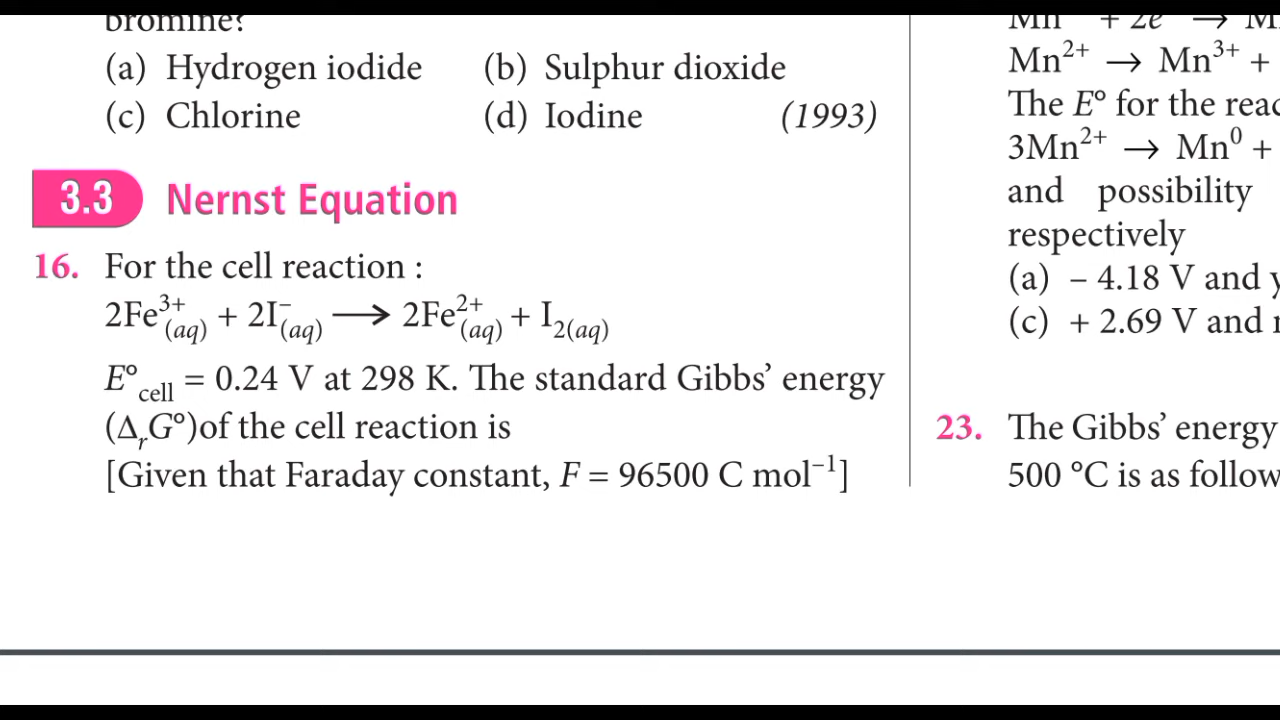 bromine?
(a) Hydrogen iodide (b) Sulphur dioxide
(c) Chlorine (d) Iodine (1993)
3.3 Nernst Equation
16. For the cell reaction :
2Fe³⁺(aq) + 2I⁻(aq) ⟶ 2Fe²⁺(aq) + I₂(aq)
E°cell = 0.24 V at 298 K. The standard Gibbs’ energy
(ΔᵣG°)of the cell reaction is
[Given that Faraday constant, F = 96500 C mol⁻¹]
+ 2e → M
Mn²⁺ → Mn³⁺ +
The E° for the reac
3Mn²⁺ → Mn⁰ +
and possibility
respectively
(a) – 4.18 V and y
(c) + 2.69 V and
23. The Gibbs’ energy
500 °C is as follow